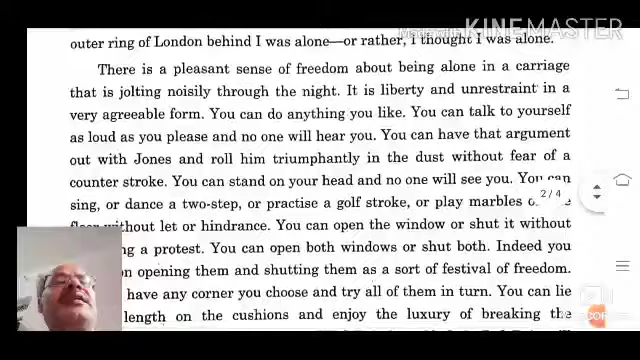 Made with KINEMASTER
outer ring of London behind I was alone—or rather, I thought I was alone.
There is a pleasant sense of freedom about being alone in a carriage
that is jolting noisily through the night. It is liberty and unrestraint in a
very agreeable form. You can do anything you like. You can talk to yourself
as loud as you please and no one will hear you. You can have that argument
out with Jones and roll him triumphantly in the dust without fear of a
counter stroke. You can stand on your head and no one will see you. You can
sing, or dance a two-step, or practise a golf stroke, or play marbles
2/4
floor without let or hindrance. You can open the window or shut it without
a protest. You can open both windows or shut both. Indeed you
on opening them and shutting them as a sort of festival of freedom.
have any corner you choose and try all of them in turn. You can lie
length on the cushions and enjoy the luxury of breaking the